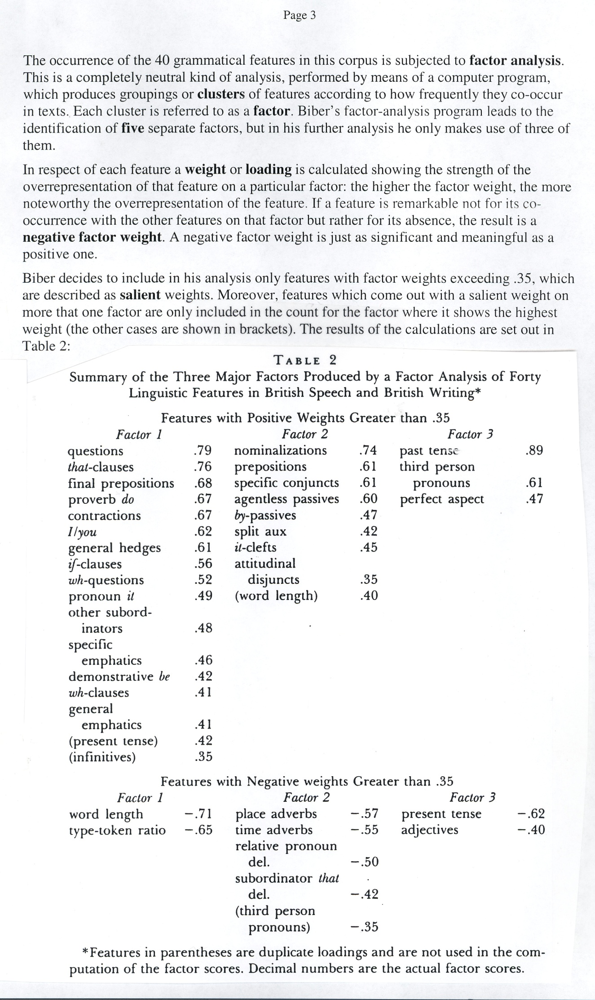 Page 3
The occurrence of the 40 grammatical features in this corpus is subjected to factor analysis.
This is a completely neutral kind of analysis, performed by means of a computer program,
which produces groupings or clusters of features according to how frequently they co-occur
in texts. Each cluster is referred to as a factor. Biber's factor-analysis program leads to the
identification of five separate factors, but in his further analysis he only makes use of three of
them.
In respect of each feature a weight or loading is calculated showing the strength of the
overrepresentation of that feature on a particular factor: the higher the factor weight, the more
noteworthy the overrepresentation of the feature. If a feature is remarkable not for its co-
occurrence with the other features on that factor but rather for its absence, the result is a
negative factor weight. A negative factor weight is just as significant and meaningful as a
positive one.
Biber decides to include in his analysis only features with factor weights exceeding .35, which
are described as salient weights. Moreover, features which come out with a salient weight on
more that one factor are only included in the count for the factor where it shows the highest
weight (the other cases are shown in brackets). The results of the calculations are set out in
Table 2:
TABLE 2
Summary of the Three Major Factors Produced by a Factor Analysis of Forty
Linguistic Features in British Speech and British Writing*
Features with Positive Weights Greater than .35
Factor 1 Factor 2 Factor 3
questions .79 nominalizations .74 past tense .89
that-clauses .76 prepositions .61 third person
final prepositions .68 specific conjuncts .61 pronouns .61
proverb do .67 agentless passives .60 perfect aspect .47
contractions .67 by-passives .47
I/you .62 split aux .42
general hedges .61 it-clefts .45
if-clauses .56 attitudinal
wh-questions .52 disjuncts .35
pronoun it .49 (word length) .40
other subord-
inators .48
specific
emphatics .46
demonstrative be .42
wh-clauses .41
general
emphatics .41
(present tense) .42
(infinitives) .35
Features with Negative weights Greater than .35
Factor 1 Factor 2 Factor 3
word length −.71 place adverbs −.57 present tense −.62
type-token ratio −.65 time adverbs −.55 adjectives −.40
relative pronoun
del. −.50
subordinator that
del. −.42
(third person
pronouns) −.35
*Features in parentheses are duplicate loadings and are not used in the com-
putation of the factor scores. Decimal numbers are the actual factor scores.